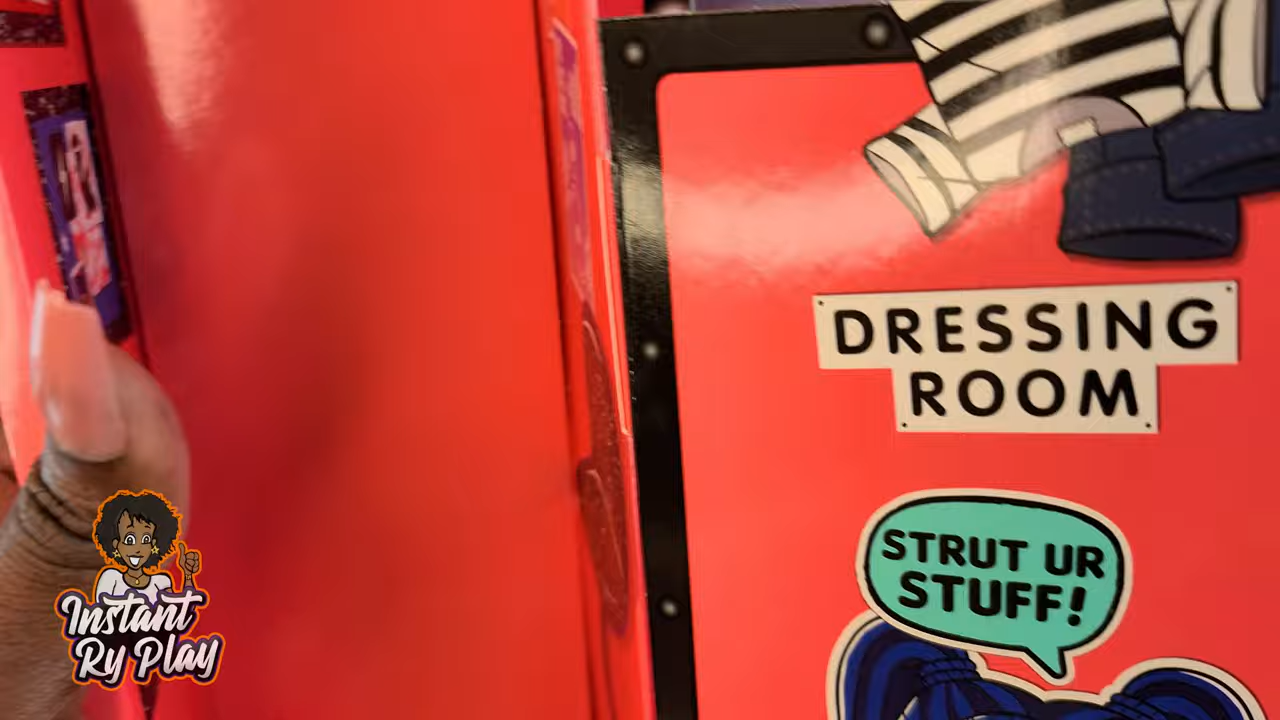 DRESSING
ROOM
STRUT UR
STUFF!
Instant
Ry Play